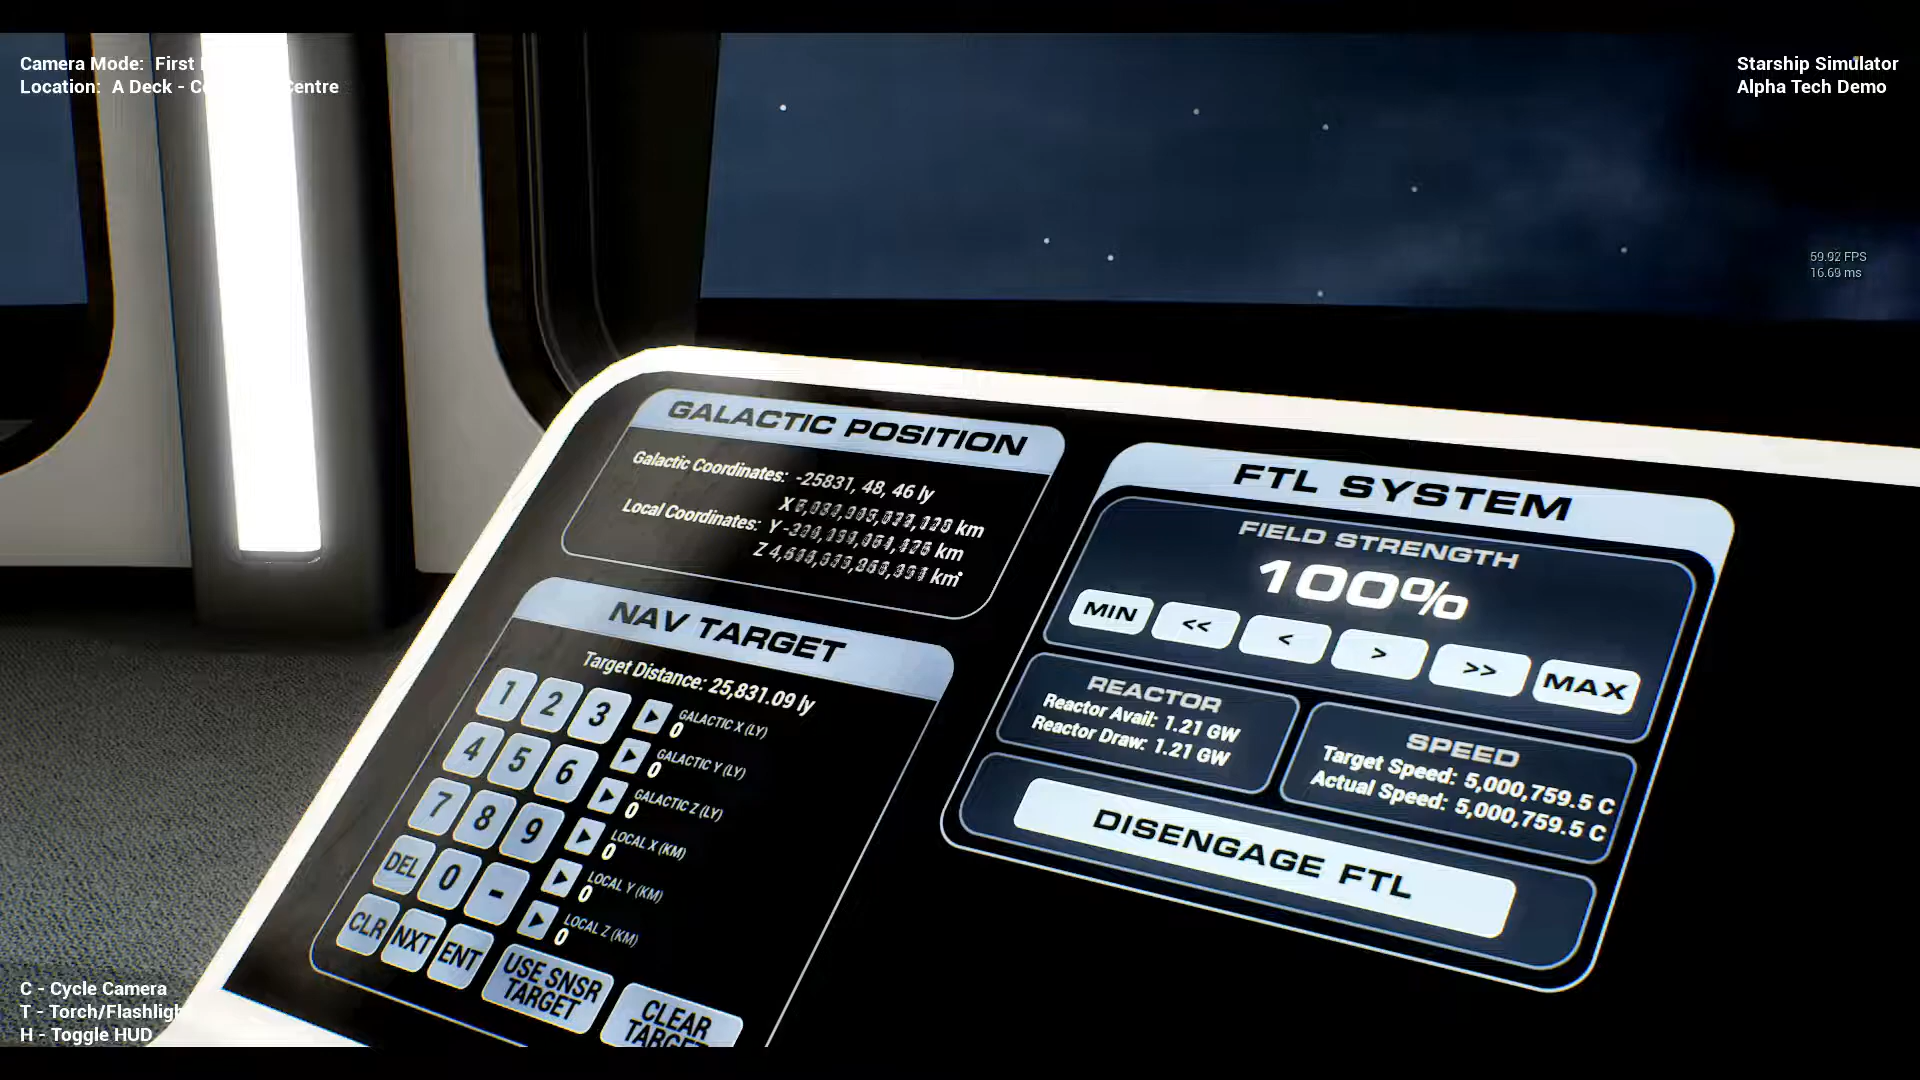 Camera Mode: First
Location: A Deck - Centre
Starship Simulator
Alpha Tech Demo
59.92 FPS
16.69 ms
GALACTIC POSITION
Galactic Coordinates: -25831, 48, 46 ly
Local Coordinates:
X km
Y km
Z km
NAV TARGET
Target Distance: 25,831.09 ly
1 2 3
4 5 6
7 8 9
DEL 0 -
CLR NXT ENT
GALACTIC X (LY)
0
GALACTIC Y (LY)
0
GALACTIC Z (LY)
0
LOCAL X (KM)
0
LOCAL Y (KM)
0
LOCAL Z (KM)
0
USE SNSR
TARGET
CLEAR
TARGET
FTL SYSTEM
FIELD STRENGTH
100%
MIN << < > >> MAX
REACTOR
Reactor Avail: 1.21 GW
Reactor Draw: 1.21 GW
SPEED
Target Speed: 5,000,759.5 C
Actual Speed: 5,000,759.5 C
DISENGAGE FTL
C - Cycle Camera
T - Torch/Flashligh
H - Toggle HUD